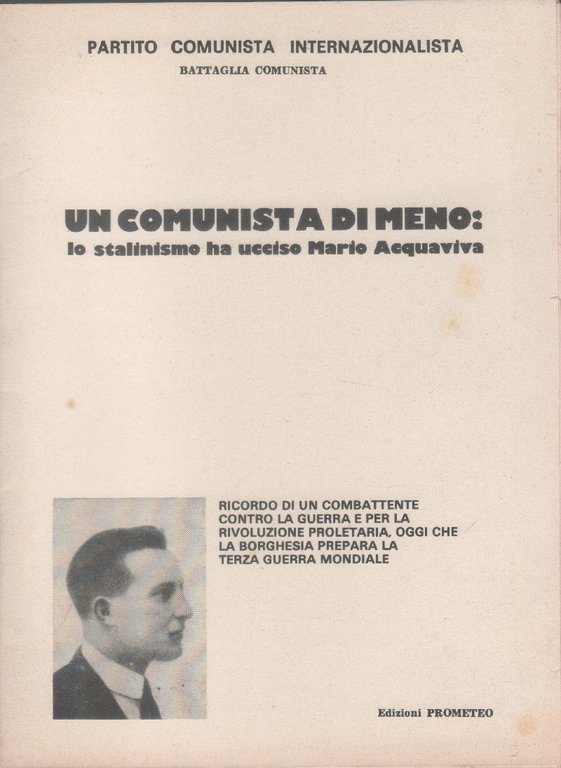 PARTITO COMUNISTA INTERNAZIONALISTA
BATTAGLIA COMUNISTA
UN COMUNISTA DI MENO:
lo stalinismo ha ucciso Mario Acquaviva
RICORDO DI UN COMBATTENTE
CONTRO LA GUERRA E PER LA
RIVOLUZIONE PROLETARIA, OGGI CHE
LA BORGHESIA PREPARA LA
TERZA GUERRA MONDIALE
Edizioni PROMETEO